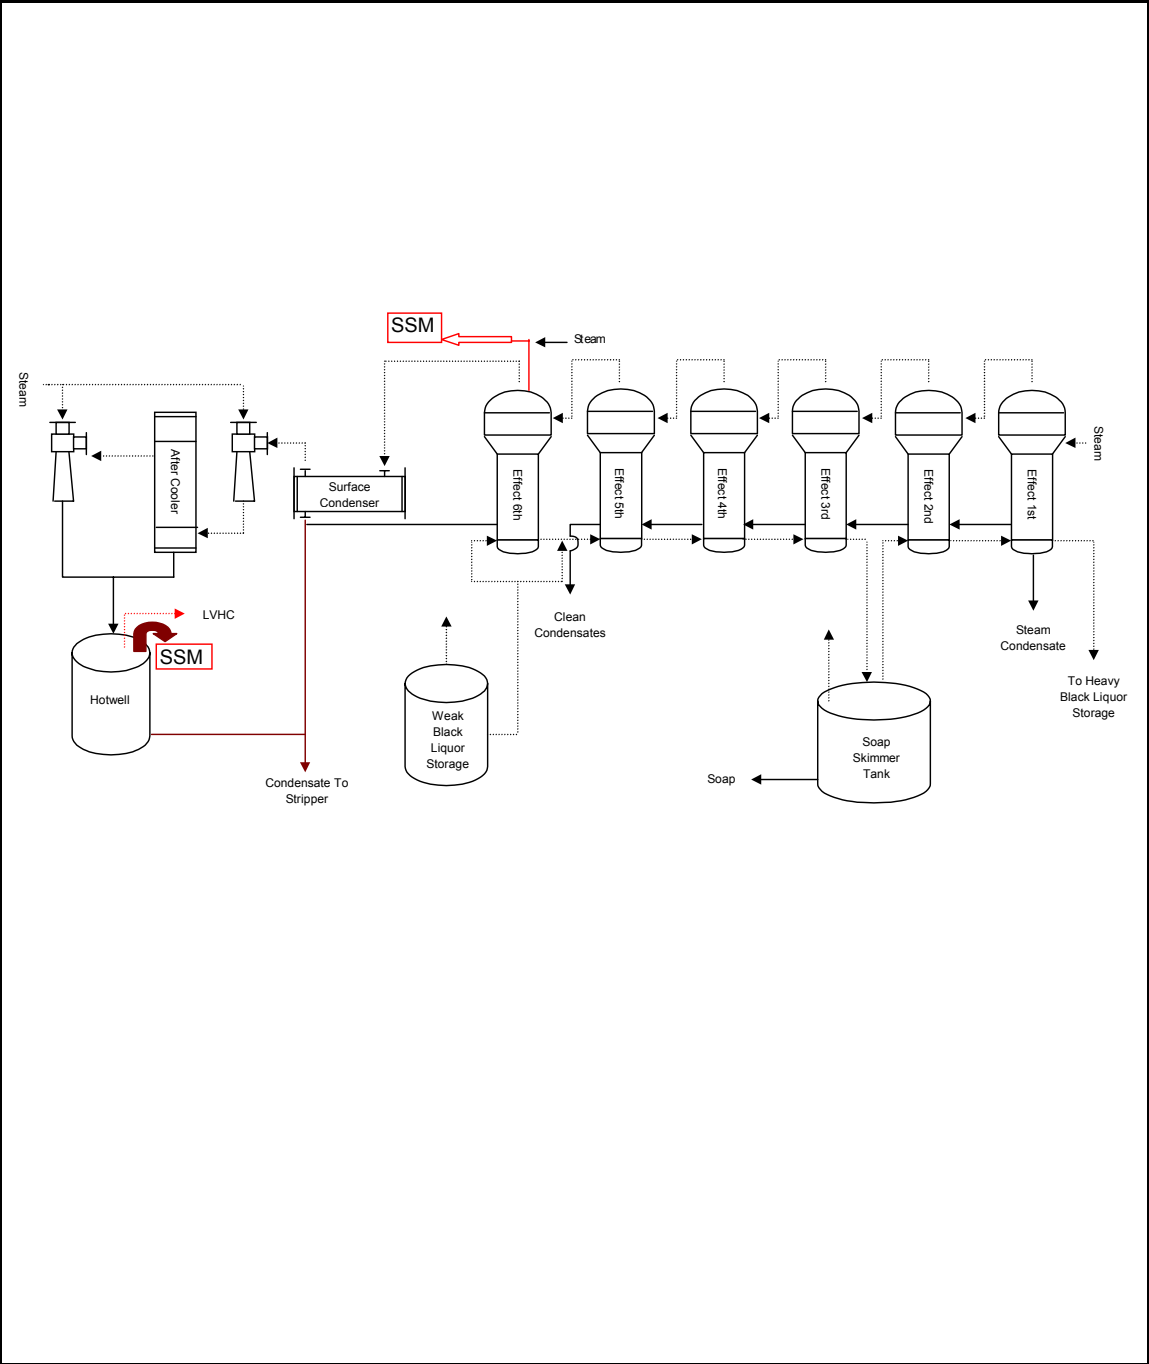 SSM
Steam
Steam
Steam
After Cooler
Surface
Condenser
Effect 6th
Effect 5th
Effect 4th
Effect 3rd
Effect 2nd
Effect 1st
LVHC
SSM
Hotwell
Clean
Condensates
Steam
Condensate
To Heavy
Black Liquor
Storage
Weak
Black
Liquor
Storage
Soap
Skimmer
Tank
Soap
Condensate To
Stripper